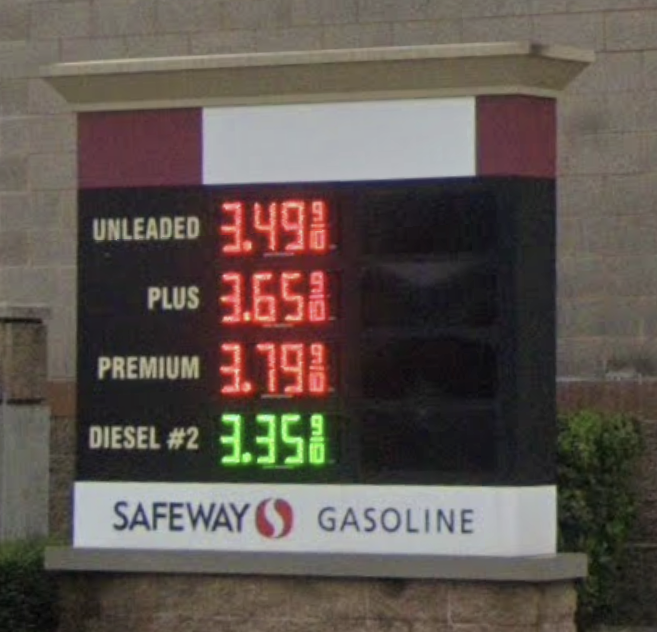 UNLEADED 3.49 9/10
PLUS 3.65 9/10
PREMIUM 3.79 9/10
DIESEL #2 3.35 9/10
SAFEWAY GASOLINE